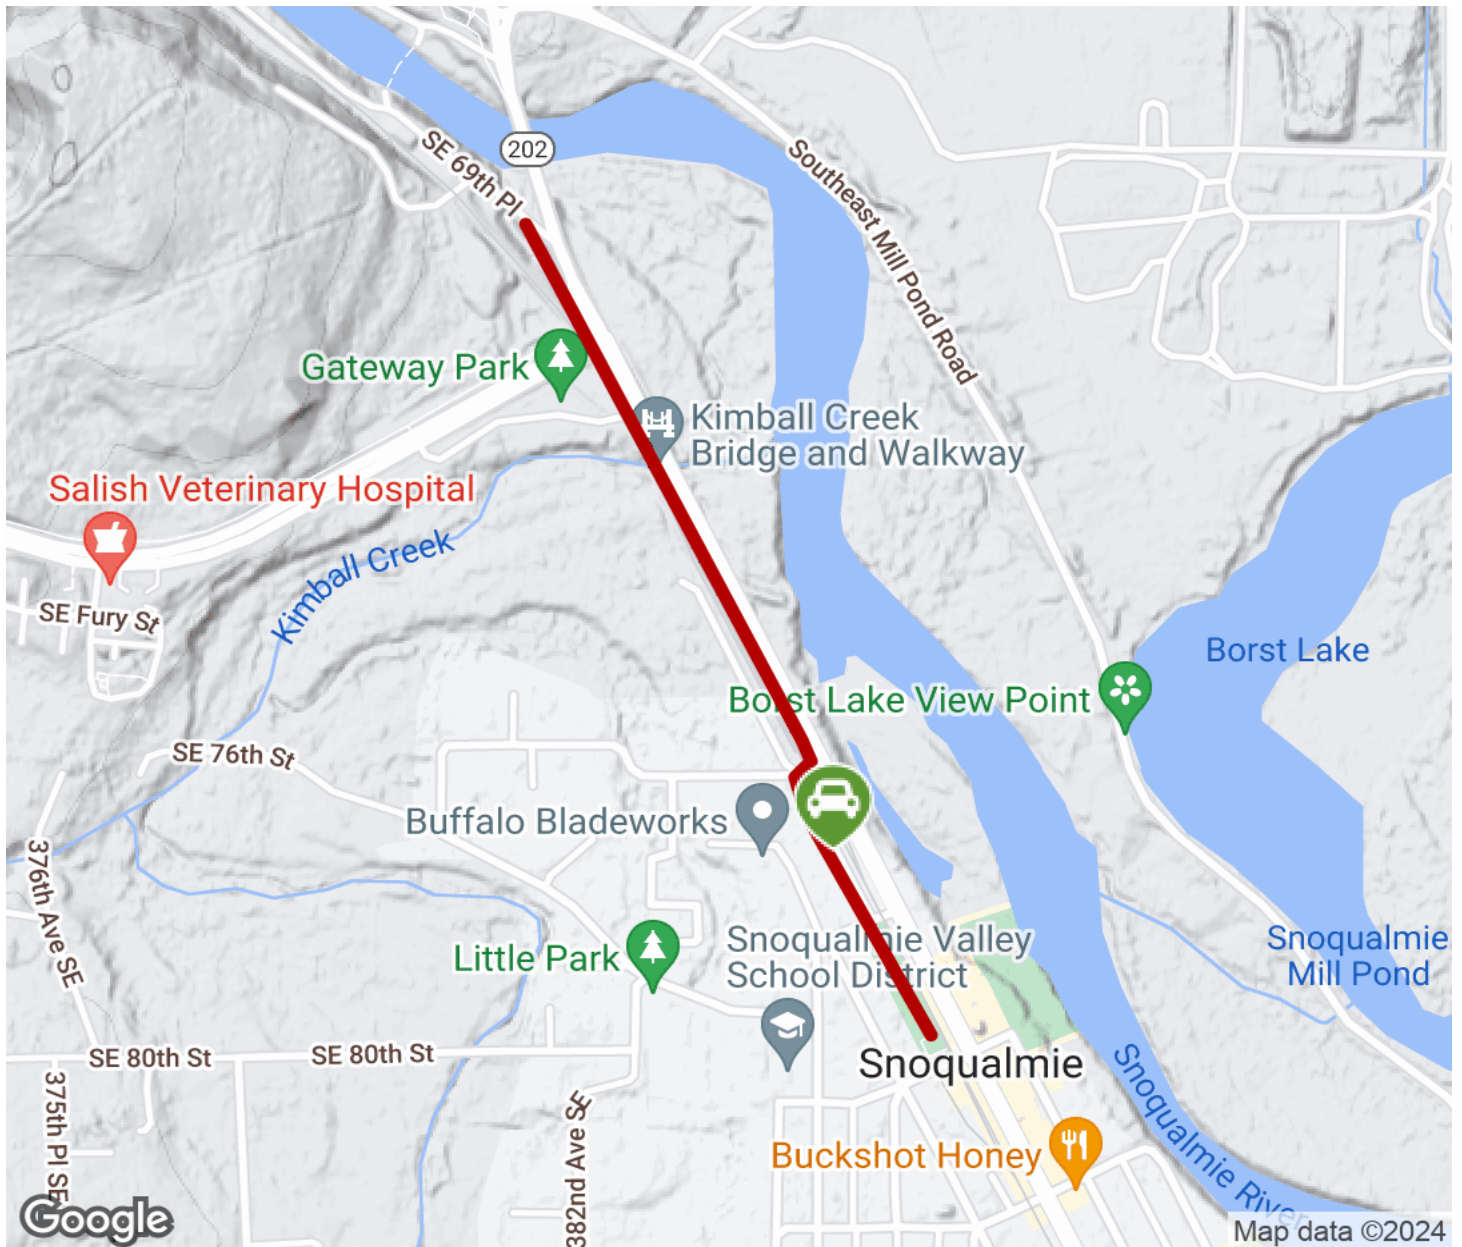 202
SE 69th Pl
Southeast Mill Pond Road
Gateway Park
Kimball Creek
Bridge and Walkway
Salish Veterinary Hospital
Kimball Creek
SE Fury St
Borst Lake
Borst Lake View Point
SE 76th St
Buffalo Bladeworks
376th Ave SE
Snoqualmie Valley
School District
Little Park
Snoqualmie
Mill Pond
SE 80th St
SE 80th St
Snoqualmie
375th Pl SE
382nd Ave SE
Snoqualmie River
Buckshot Honey
Google
Map data ©2024